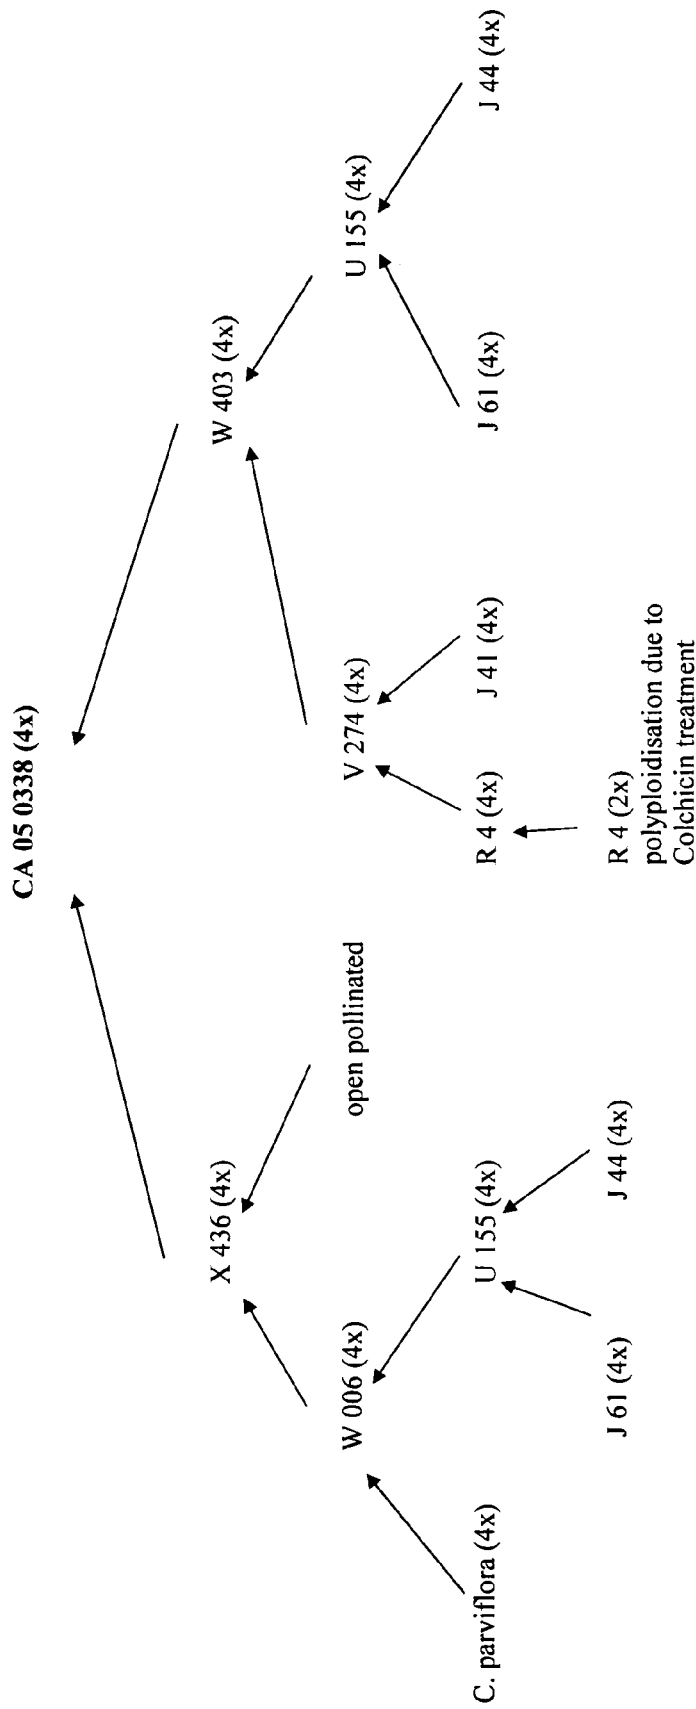 CA 05 0338 (4x)
X 436 (4x)
W 403 (4x)
W 006 (4x)
open pollinated
V 274 (4x)
U 155 (4x)
C. parviflora (4x)
U 155 (4x)
R 4 (4x)
J 41 (4x)
J 61 (4x)
J 44 (4x)
J 61 (4x)
J 44 (4x)
R 4 (2x)
polyploidisation due to
Colchicin treatment